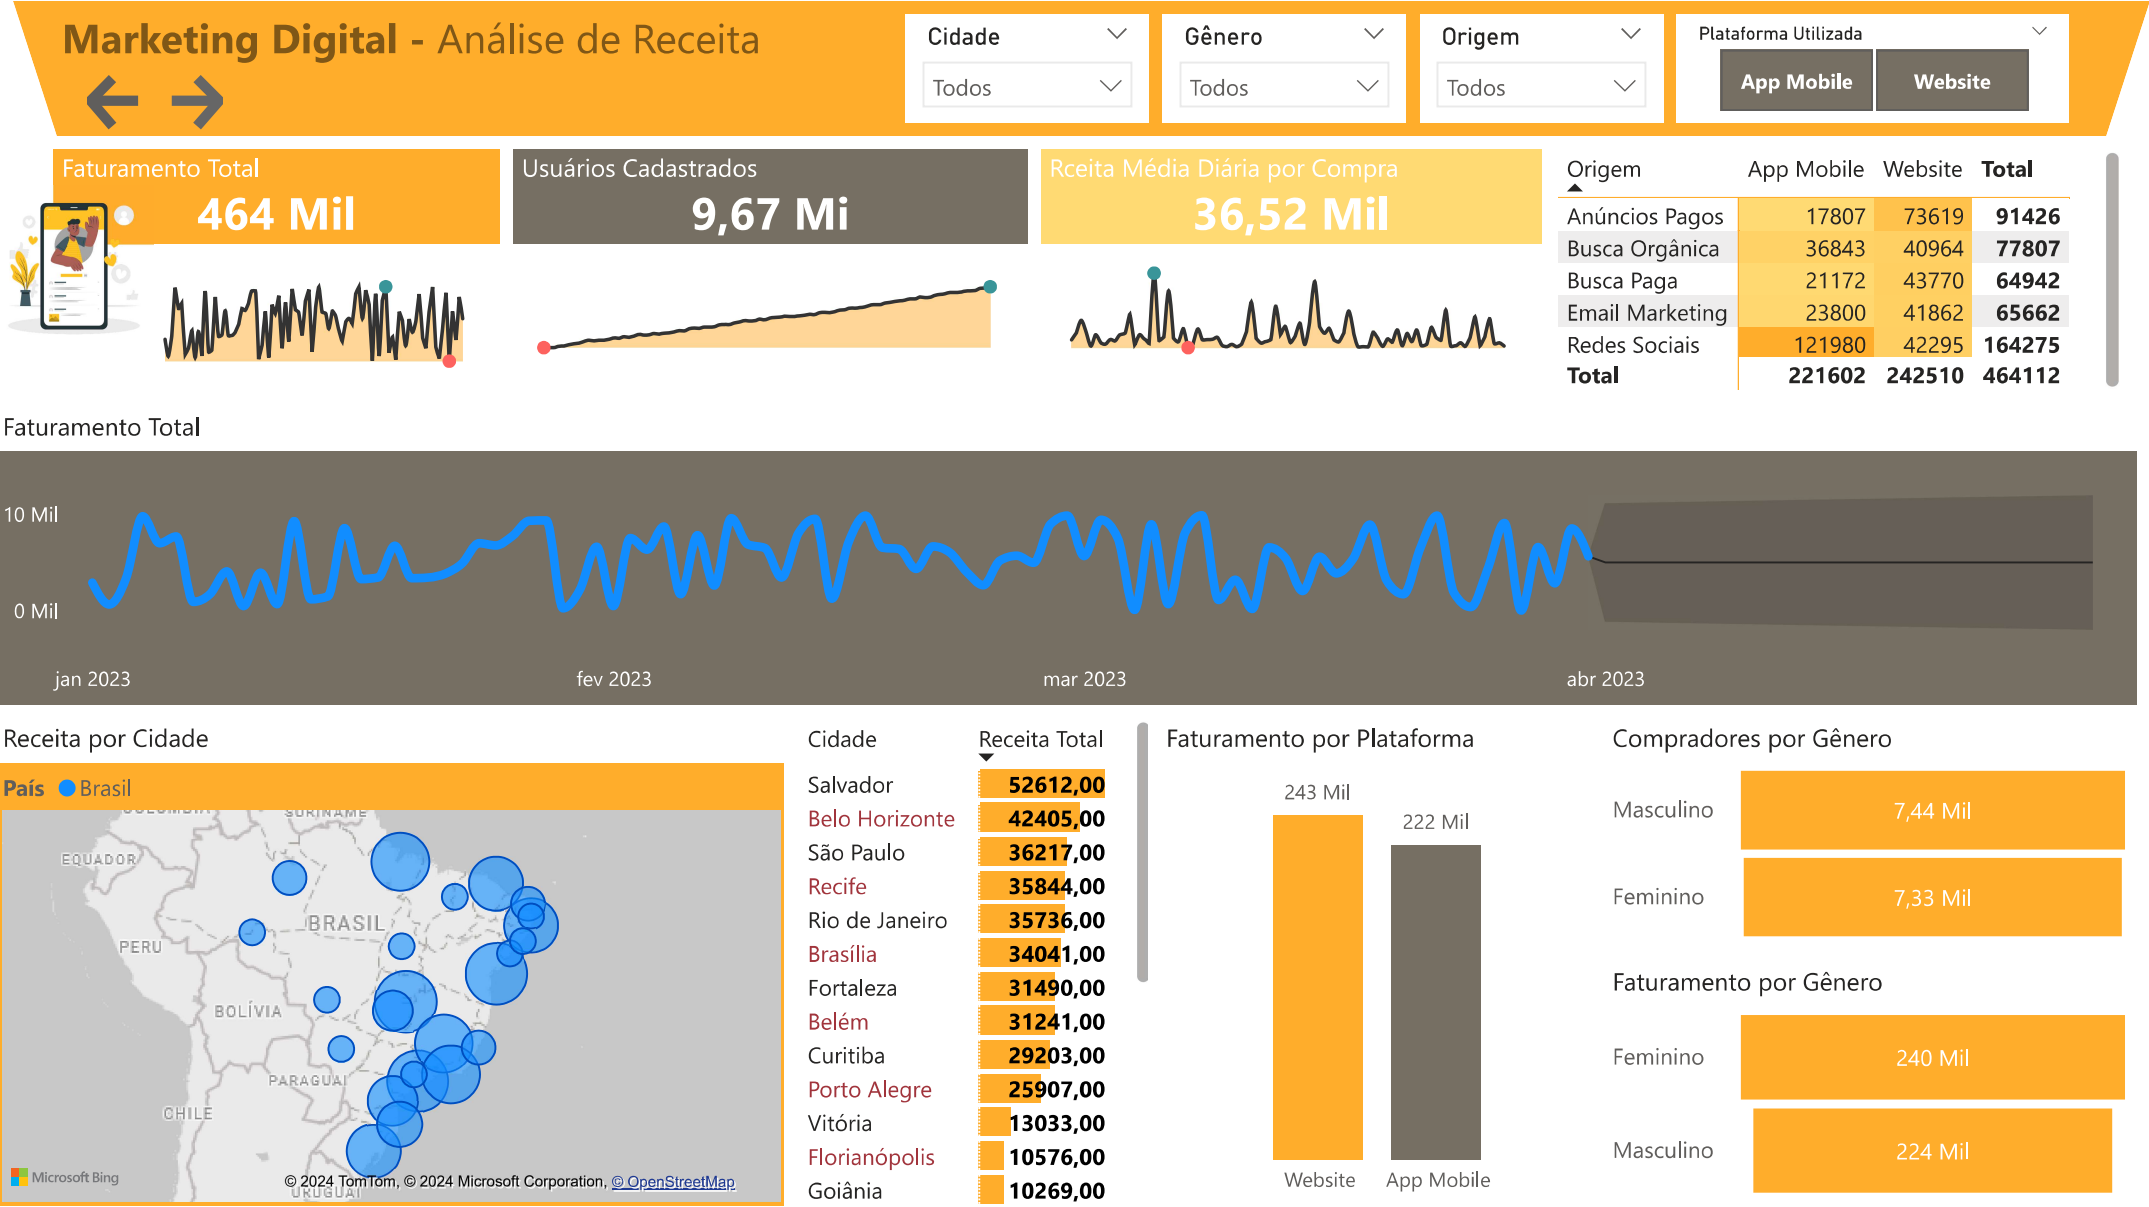 Marketing Digital - Análise de Receita
Cidade
Todos
Gênero
Todos
Origem
Todos
Plataforma Utilizada
App Mobile Website
Faturamento Total
464 Mil
Usuários Cadastrados
9,67 Mi
Rceita Média Diária por Compra
36,52 Mil
Origem App Mobile Website Total
Anúncios Pagos 17807 73619 91426
Busca Orgânica 36843 40964 77807
Busca Paga 21172 43770 64942
Email Marketing 23800 41862 65662
Redes Sociais 121980 42295 164275
Total 221602 242510 464112
Faturamento Total
10 Mil
0 Mil
jan 2023 fev 2023 mar 2023 abr 2023
Receita por Cidade
País Brasil
COLÔMBIA
SURINAME
EQUADOR
BRASIL
PERU
BOLÍVIA
PARAGUAI
CHILE
URUGUAI
Microsoft Bing
© 2024 TomTom, © 2024 Microsoft Corporation, © OpenStreetMap
Cidade Receita Total
Salvador 52612,00
Belo Horizonte 42405,00
São Paulo 36217,00
Recife 35844,00
Rio de Janeiro 35736,00
Brasília 34041,00
Fortaleza 31490,00
Belém 31241,00
Curitiba 29203,00
Porto Alegre 25907,00
Vitória 13033,00
Florianópolis 10576,00
Goiânia 10269,00
Faturamento por Plataforma
243 Mil
222 Mil
Website App Mobile
Compradores por Gênero
Masculino 7,44 Mil
Feminino 7,33 Mil
Faturamento por Gênero
Feminino 240 Mil
Masculino 224 Mil